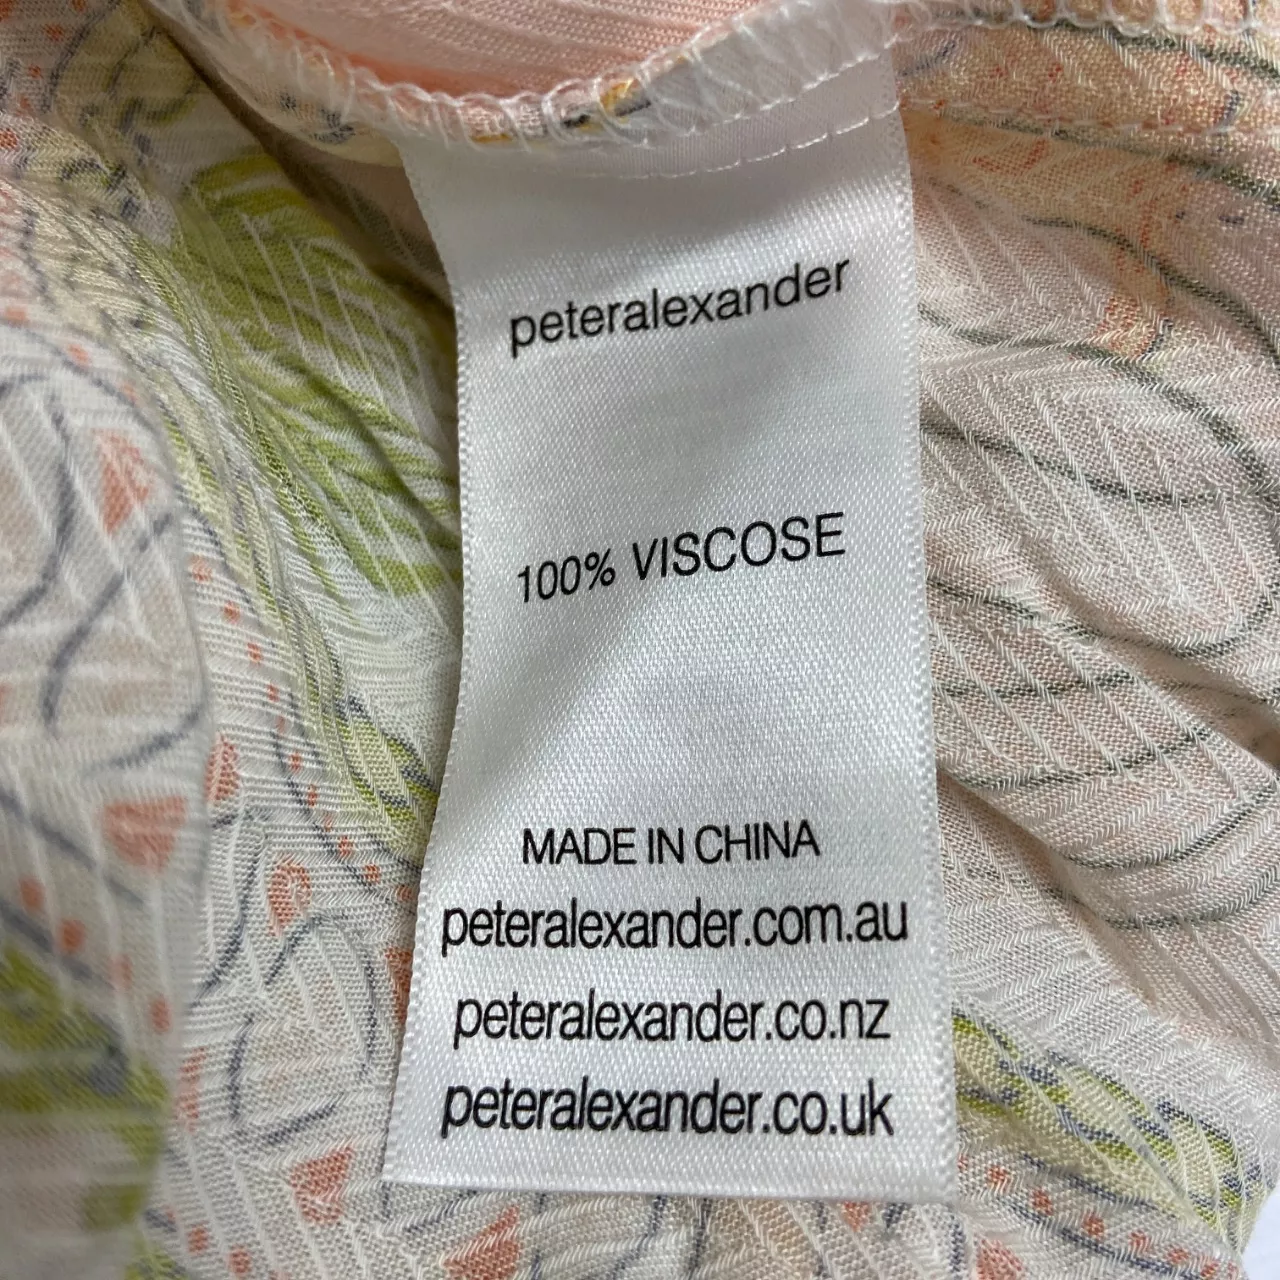 peteralexander
100% VISCOSE
MADE IN CHINA
peteralexander.com.au
peteralexander.co.nz
peteralexander.co.uk